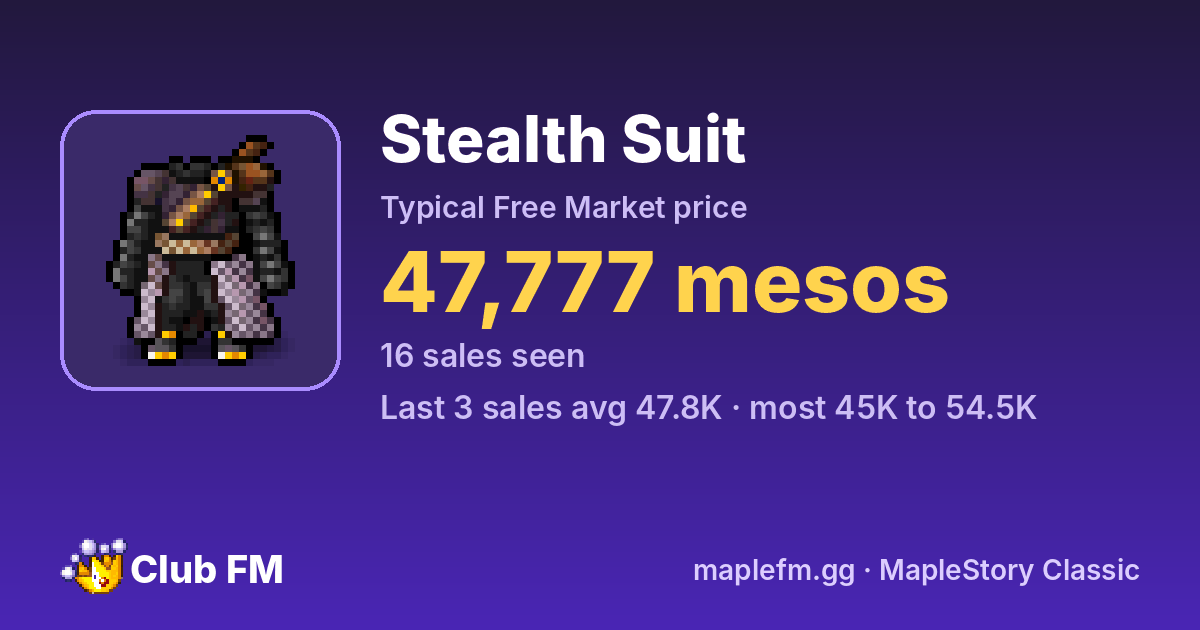 Stealth Suit
Typical Free Market price
47,777 mesos
16 sales seen
Last 3 sales avg 47.8K · most 45K to 54.5K
Club FM
maplefm.gg · MapleStory Classic